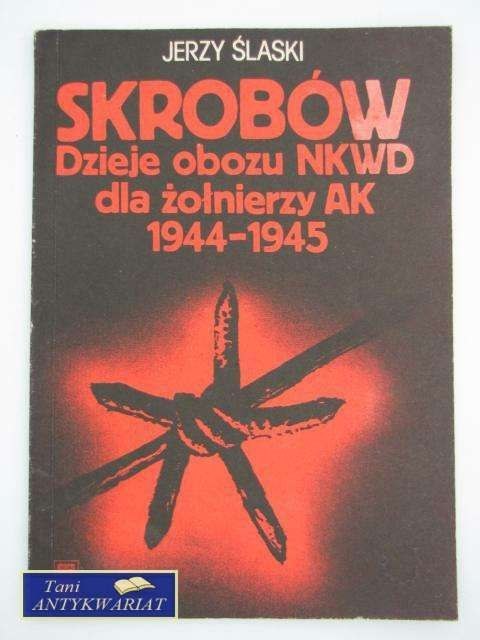 JERZY ŚLASKI
SKROBÓW
Dzieje obozu NKWD
dla żołnierzy AK
1944-1945
Tani
ANTYKWARIAT